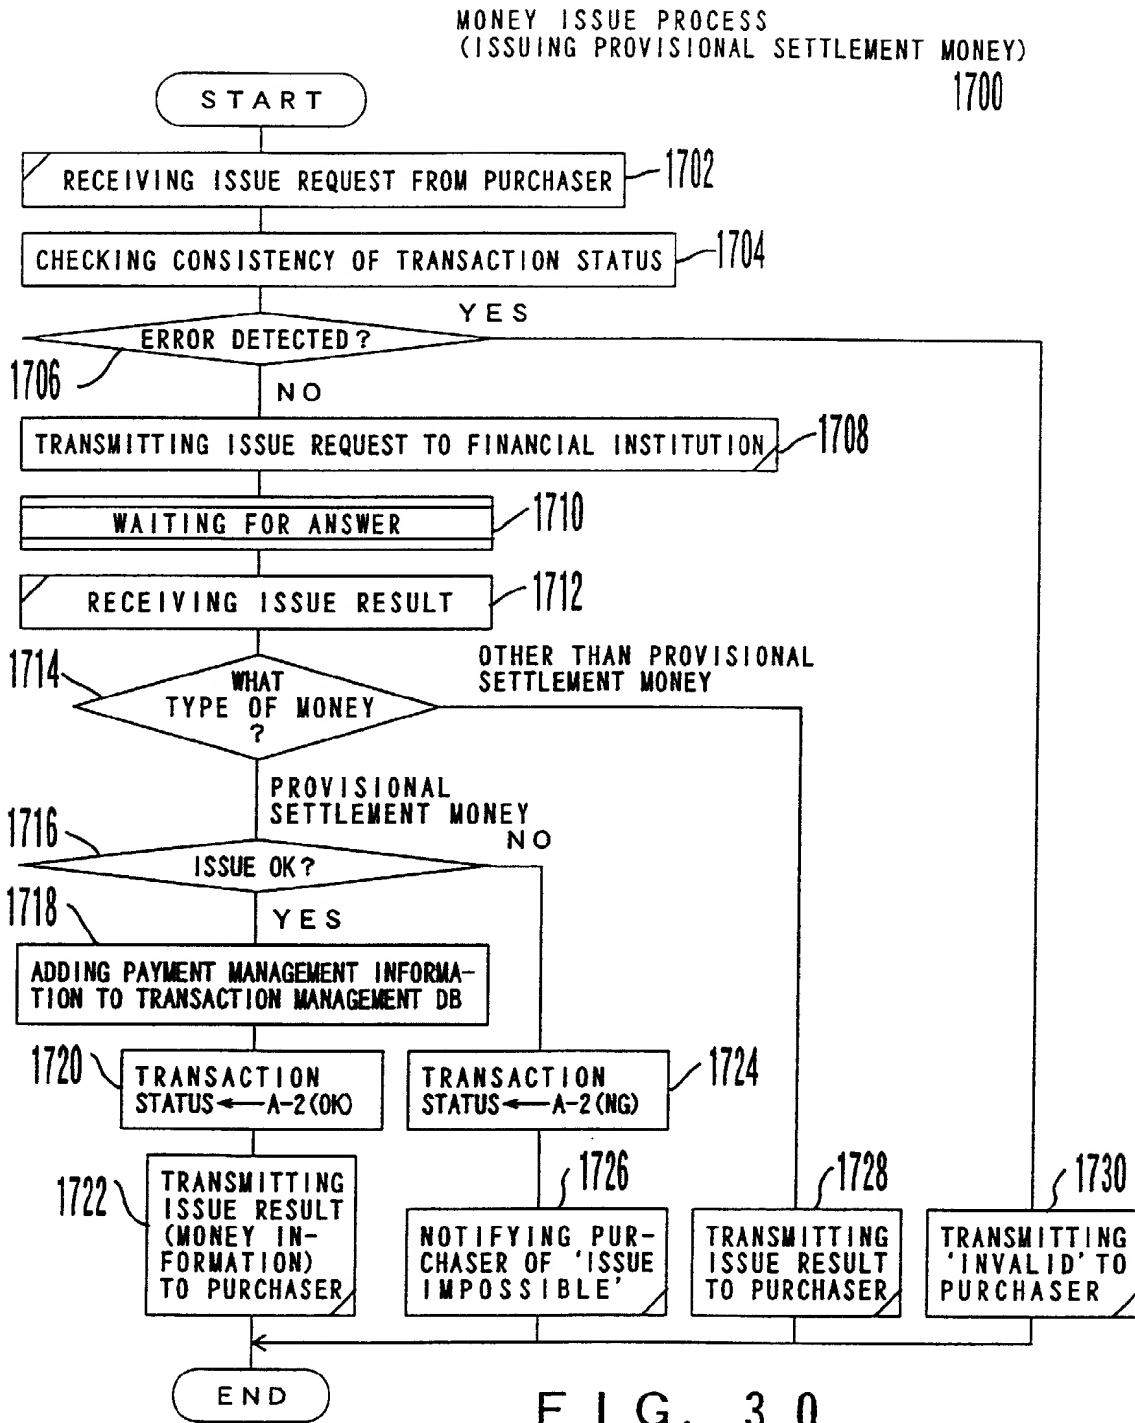 MONEY ISSUE PROCESS
(ISSUING PROVISIONAL SETTLEMENT MONEY)
1700
START
RECEIVING ISSUE REQUEST FROM PURCHASER
1702
CHECKING CONSISTENCY OF TRANSACTION STATUS
1704
YES
ERROR DETECTED?
1706
NO
TRANSMITTING ISSUE REQUEST TO FINANCIAL INSTITUTION
1708
WAITING FOR ANSWER
1710
RECEIVING ISSUE RESULT
1712
1714
WHAT
TYPE OF MONEY
?
OTHER THAN PROVISIONAL
SETTLEMENT MONEY
PROVISIONAL
SETTLEMENT MONEY
1716
ISSUE OK?
NO
1718
YES
ADDING PAYMENT MANAGEMENT INFORMA-
TION TO TRANSACTION MANAGEMENT DB
1720
TRANSACTION
STATUS←A-2(OK)
TRANSACTION
STATUS←A-2(NG)
1724
1722
TRANSMITTING
ISSUE RESULT
(MONEY IN-
FORMATION)
TO PURCHASER
1726
NOTIFYING PUR-
CHASER OF 'ISSUE
IMPOSSIBLE'
1728
TRANSMITTING
ISSUE RESULT
TO PURCHASER
1730
TRANSMITTING
'INVALID' TO
PURCHASER
END
FIG. 30